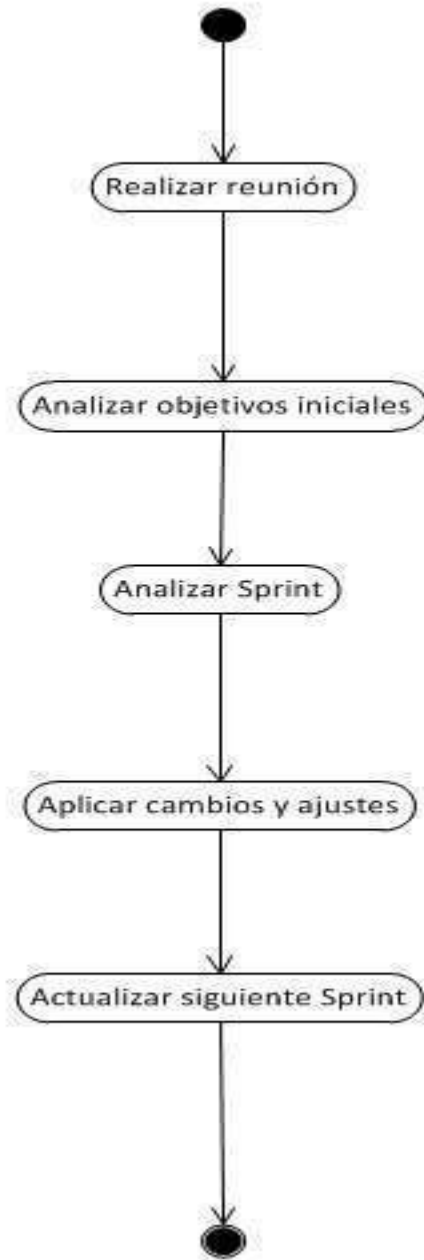 Realizar reunión
Analizar objetivos iniciales
Analizar Sprint
Aplicar cambios y ajustes
Actualizar siguiente Sprint